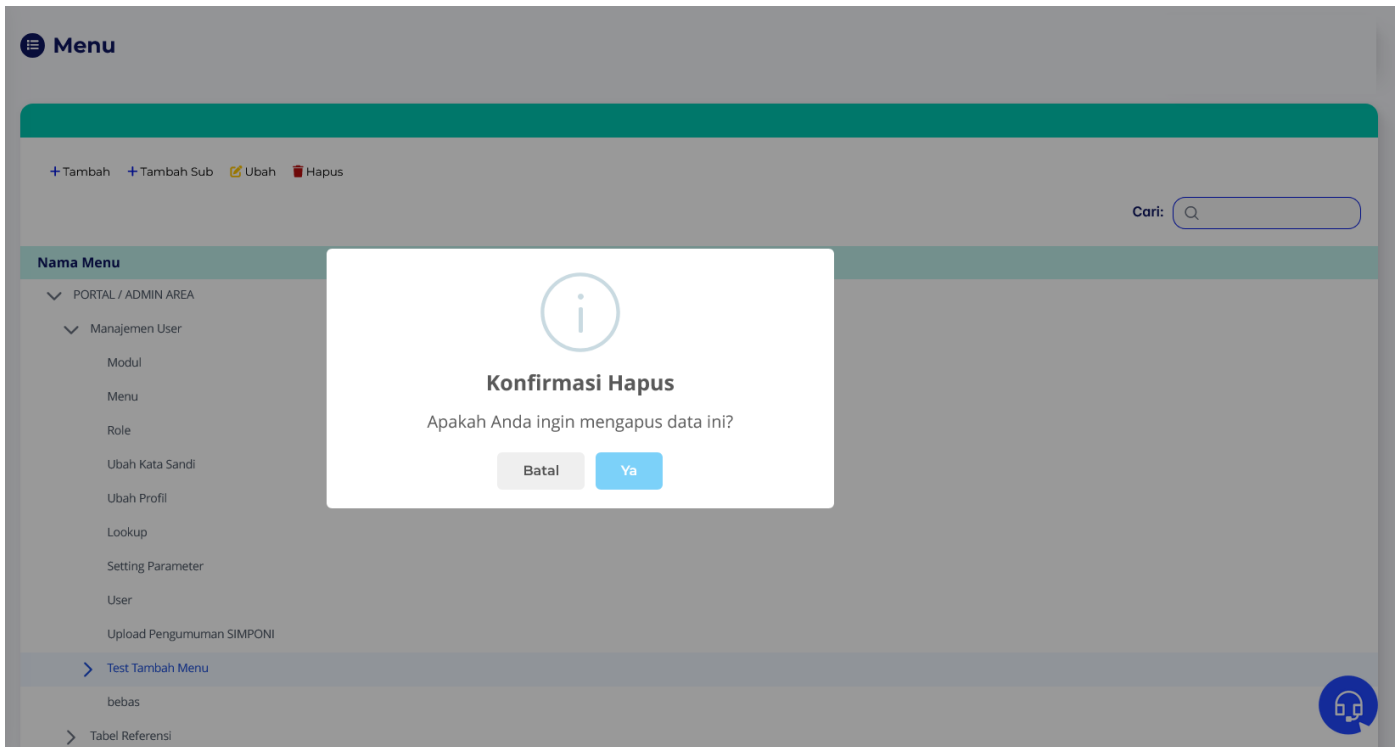 Menu
+ Tambah + Tambah Sub Ubah Hapus
Cari:
Nama Menu
PORTAL / ADMIN AREA
Manajemen User
Modul
Menu
Role
Ubah Kata Sandi
Ubah Profil
Lookup
Setting Parameter
User
Upload Pengumuman SIMPONI
Test Tambah Menu
bebas
Tabel Referensi
i
Konfirmasi Hapus
Apakah Anda ingin mengapus data ini?
Batal Ya